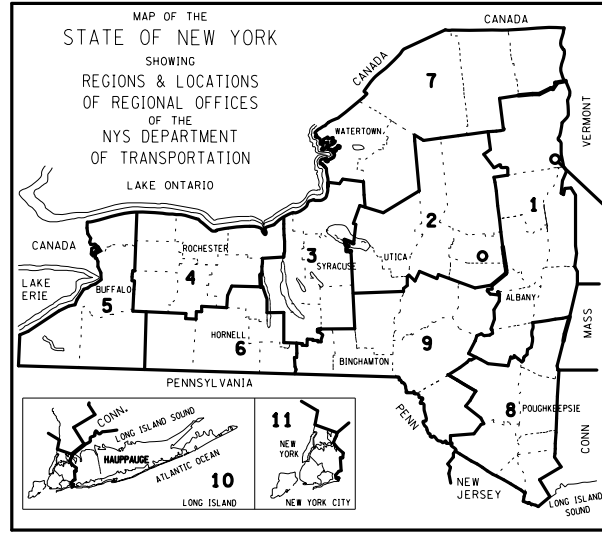 MAP OF THE
STATE OF NEW YORK
SHOWING
REGIONS & LOCATIONS
OF REGIONAL OFFICES
OF THE
NYS DEPARTMENT
OF TRANSPORTATION
LAKE ONTARIO
CANADA
CANADA
7
WATERTOWN
VERMONT
1
2
UTICA
3
SYRACUSE
ROCHESTER
4
CANADA
LAKE
ERIE
BUFFALO
5
HORNELL
6
ALBANY
MASS
9
BINGHAMTON
PENNSYLVANIA
PENN
8
POUGHKEEPSIE
CONN
NEW
JERSEY
LONG ISLAND
SOUND
CONN.
LONG ISLAND SOUND
HAUPPAUGE
ATLANTIC OCEAN
10
LONG ISLAND
11
NEW
YORK
NEW YORK CITY